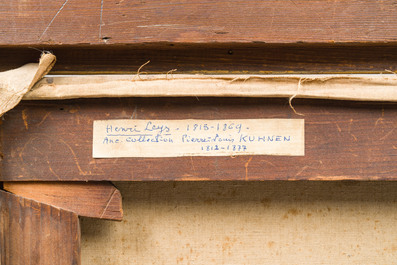 Henri Leys - 1815-1869-
Anc. collection Pierre-Louis KUHNEN
1812-1877